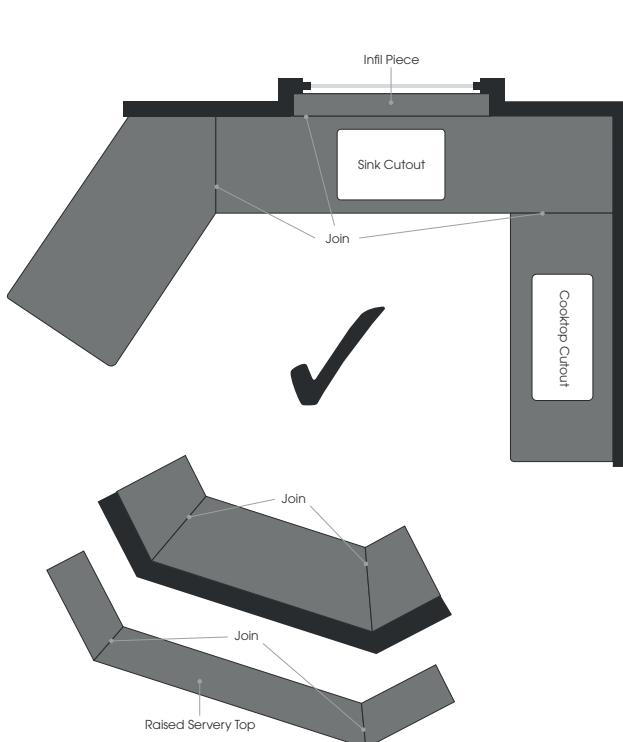 Infil Piece
Sink Cutout
Join
Cooktop Cutout
Join
Join
Raised Servery Top